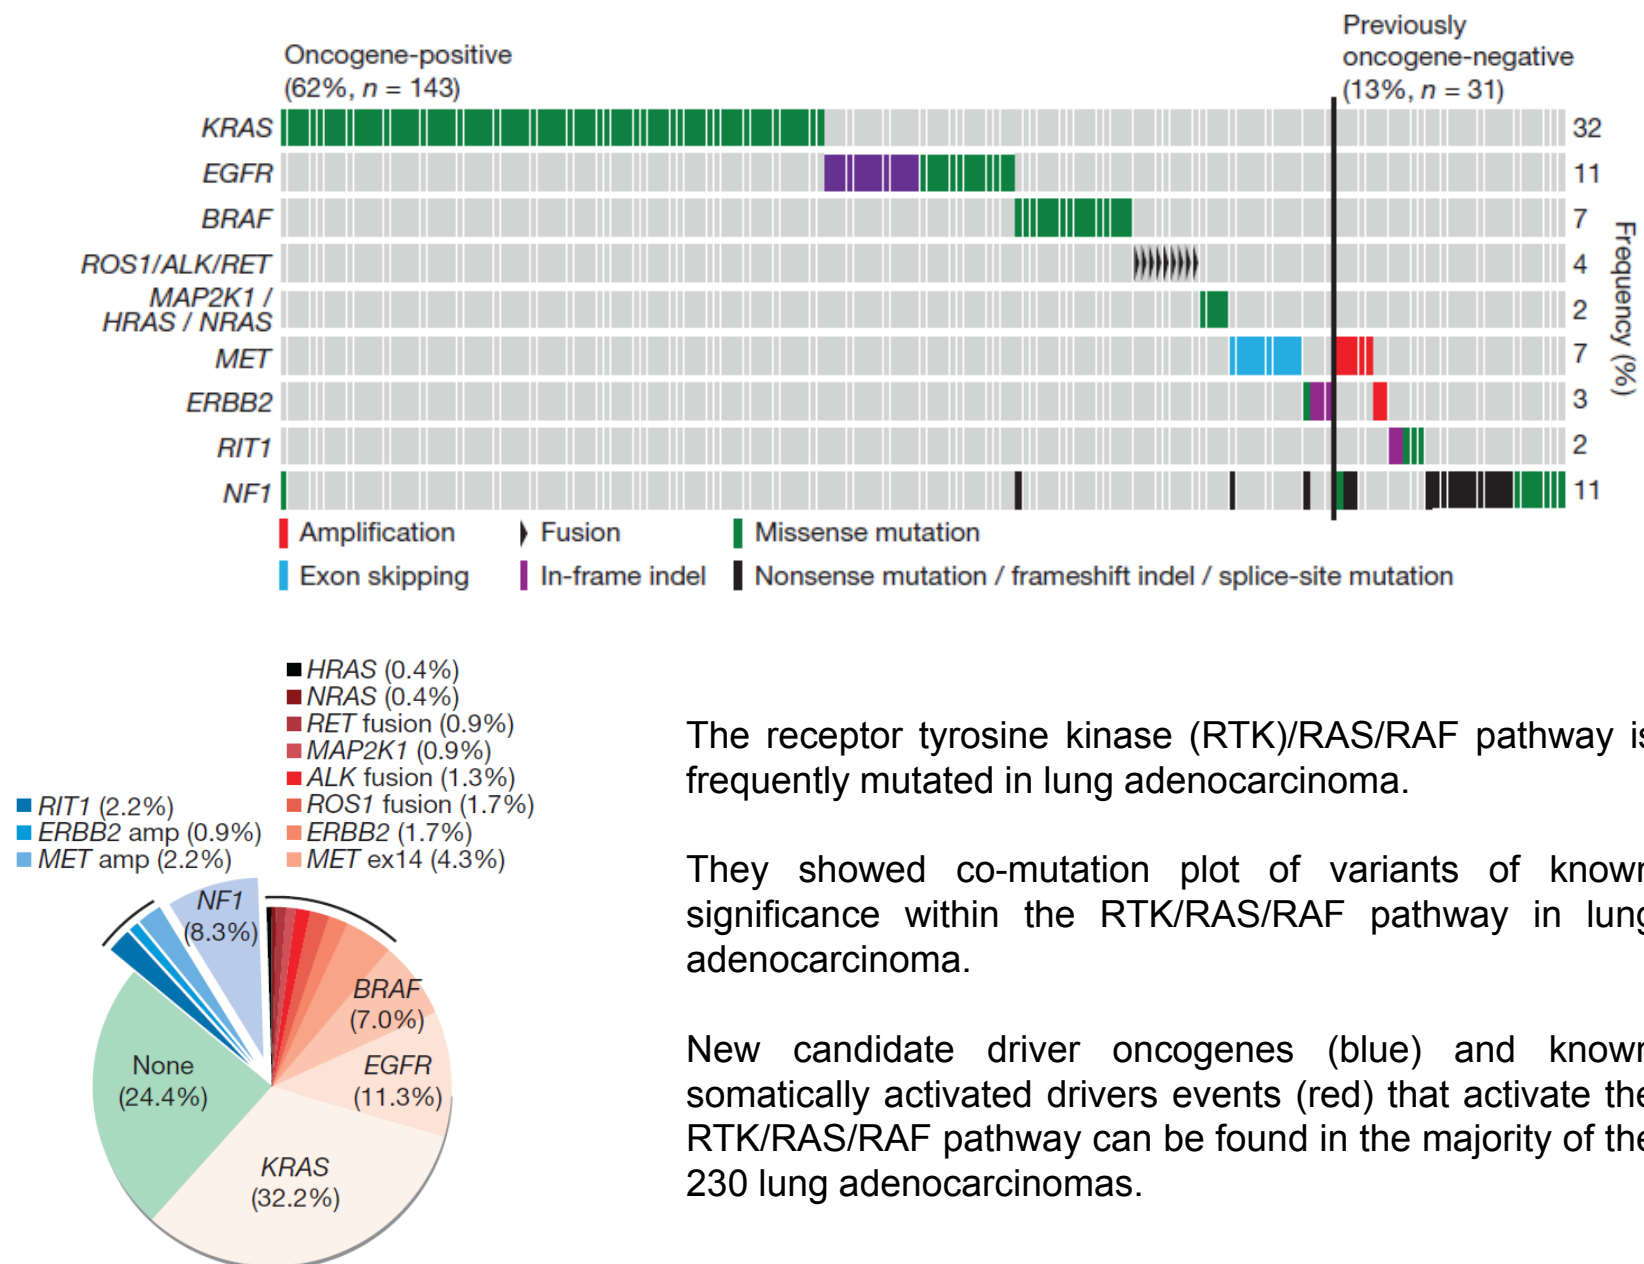 Oncogene-positive
(62%, n = 143)
Previously
oncogene-negative
(13%, n = 31)
KRAS 32
EGFR 11
BRAF 7
ROS1/ALK/RET 4
MAP2K1 /
HRAS / NRAS 2
MET 7
ERBB2 3
RIT1 2
NF1 11
Frequency (%)
Amplification Fusion Missense mutation
Exon skipping In-frame indel Nonsense mutation / frameshift indel / splice-site mutation
HRAS (0.4%)
NRAS (0.4%)
RET fusion (0.9%)
MAP2K1 (0.9%)
ALK fusion (1.3%)
ROS1 fusion (1.7%)
ERBB2 (1.7%)
MET ex14 (4.3%)
RIT1 (2.2%)
ERBB2 amp (0.9%)
MET amp (2.2%)
NF1
(8.3%)
BRAF
(7.0%)
EGFR
(11.3%)
None
(24.4%)
KRAS
(32.2%)
The receptor tyrosine kinase (RTK)/RAS/RAF pathway is
frequently mutated in lung adenocarcinoma.
They showed co-mutation plot of variants of known
significance within the RTK/RAS/RAF pathway in lung
adenocarcinoma.
New candidate driver oncogenes (blue) and known
somatically activated drivers events (red) that activate the
RTK/RAS/RAF pathway can be found in the majority of the
230 lung adenocarcinomas.